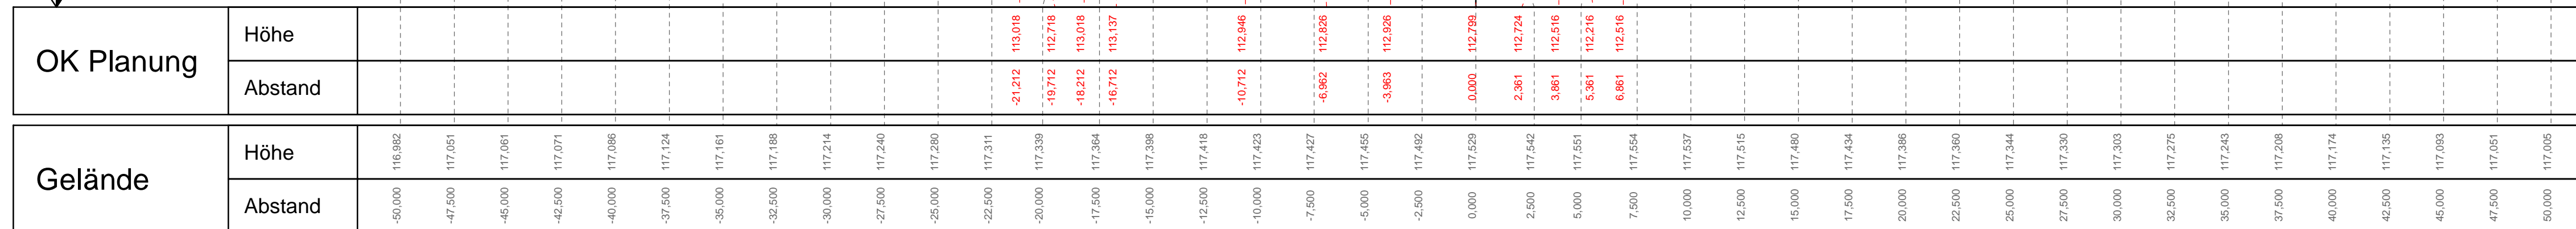 OK Planung
Höhe
113,018 112,718 113,018 113,137 112,946 112,826 112,926 112,799 112,724 112,516 112,216 112,516
Abstand
-21,212 -19,712 -18,212 -16,712 -10,712 -6,962 -3,963 0,000 2,361 3,861 5,361 6,861
Gelände
Höhe
116,982 117,051 117,061 117,071 117,086 117,124 117,161 117,188 117,214 117,240 117,280 117,311 117,339 117,364 117,398 117,418 117,423 117,427 117,455 117,492 117,529 117,542 117,551 117,554 117,537 117,515 117,480 117,434 117,386 117,360 117,344 117,330 117,303 117,275 117,243 117,208 117,174 117,135 117,093 117,051 117,005
Abstand
-50,000 -47,500 -45,000 -42,500 -40,000 -37,500 -35,000 -32,500 -30,000 -27,500 -25,000 -22,500 -20,000 -17,500 -15,000 -12,500 -10,000 -7,500 -5,000 -2,500 0,000 2,500 5,000 7,500 10,000 12,500 15,000 17,500 20,000 22,500 25,000 27,500 30,000 32,500 35,000 37,500 40,000 42,500 45,000 47,500 50,000